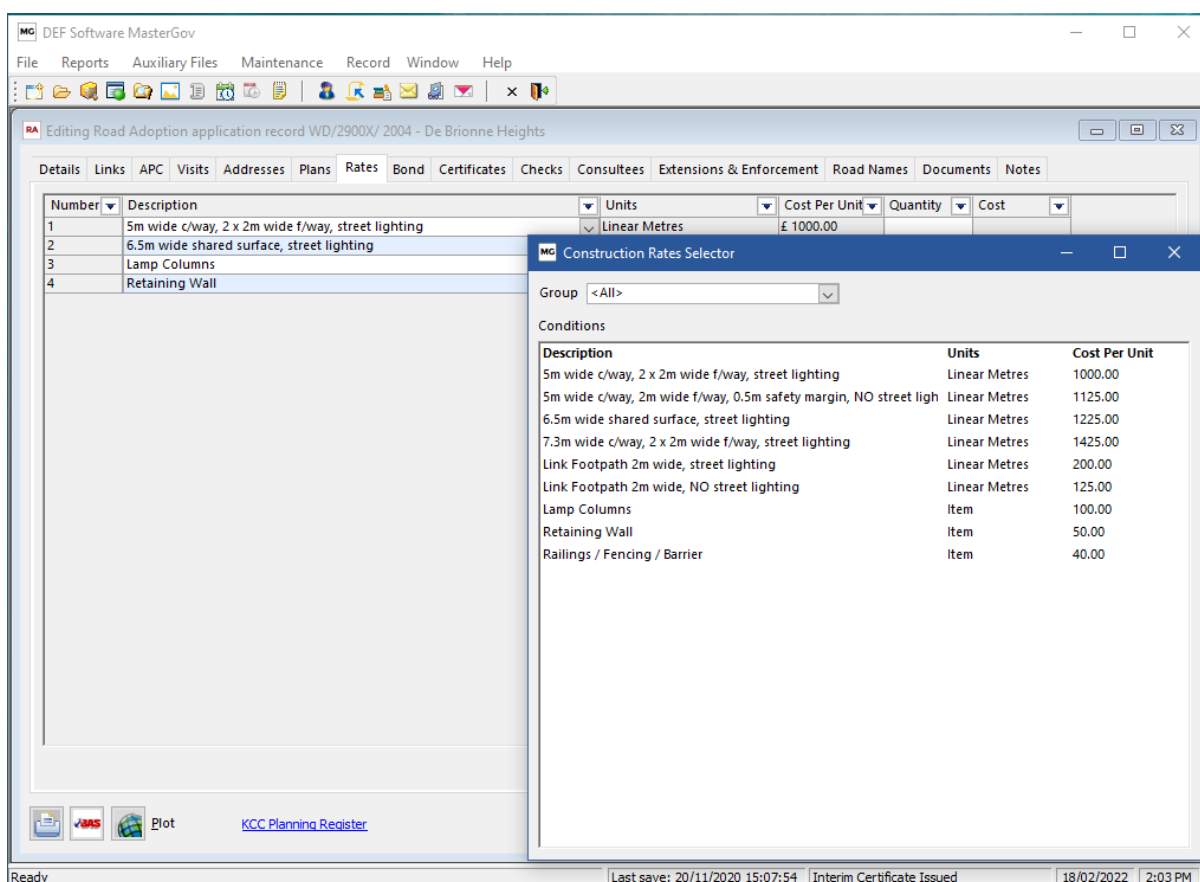 MG DEF Software MasterGov
File Reports Auxiliary Files Maintenance Record Window Help
RA Editing Road Adoption application record WD/2900X/ 2004 - De Brionne Heights
Details Links APC Visits Addresses Plans Rates Bond Certificates Checks Consultees Extensions & Enforcement Road Names Documents Notes
Number Description Units Cost Per Unit Quantity Cost
1 5m wide c/way, 2 x 2m wide f/way, street lighting Linear Metres £ 1000.00
2 6.5m wide shared surface, street lighting
3 Lamp Columns
4 Retaining Wall
MG Construction Rates Selector
Group <All>
Conditions
Description Units Cost Per Unit
5m wide c/way, 2 x 2m wide f/way, street lighting Linear Metres 1000.00
5m wide c/way, 2m wide f/way, 0.5m safety margin, NO street ligh Linear Metres 1125.00
6.5m wide shared surface, street lighting Linear Metres 1225.00
7.3m wide c/way, 2 x 2m wide f/way, street lighting Linear Metres 1425.00
Link Footpath 2m wide, street lighting Linear Metres 200.00
Link Footpath 2m wide, NO street lighting Linear Metres 125.00
Lamp Columns Item 100.00
Retaining Wall Item 50.00
Railings / Fencing / Barrier Item 40.00
BAS Plot KCC Planning Register
Ready Last save: 20/11/2020 15:07:54 Interim Certificate Issued 18/02/2022 2:03 PM